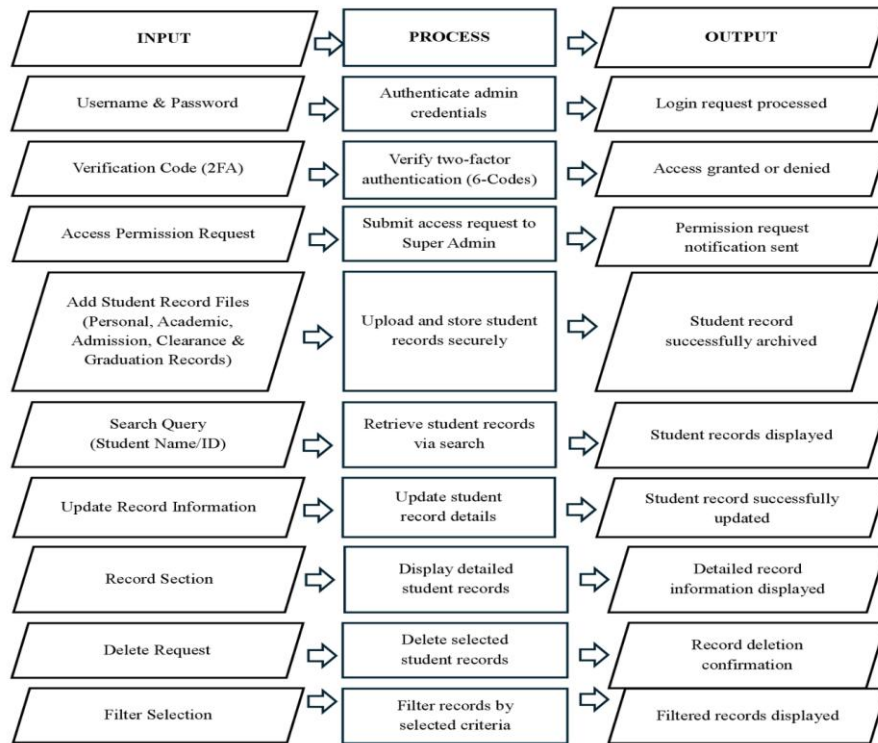 INPUT
PROCESS
OUTPUT
Username & Password
Authenticate admin
credentials
Login request processed
Verification Code (2FA)
Verify two-factor
authentication (6-Codes)
Access granted or denied
Access Permission Request
Submit access request to
Super Admin
Permission request
notification sent
Add Student Record Files
(Personal, Academic,
Admission, Clearance &
Graduation Records)
Upload and store student
records securely
Student record
successfully archived
Search Query
(Student Name/ID)
Retrieve student records
via search
Student records displayed
Update Record Information
Update student
record details
Student record successfully
updated
Record Section
Display detailed
student records
Detailed record
information displayed
Delete Request
Delete selected
student records
Record deletion
confirmation
Filter Selection
Filter records by
selected criteria
Filtered records displayed